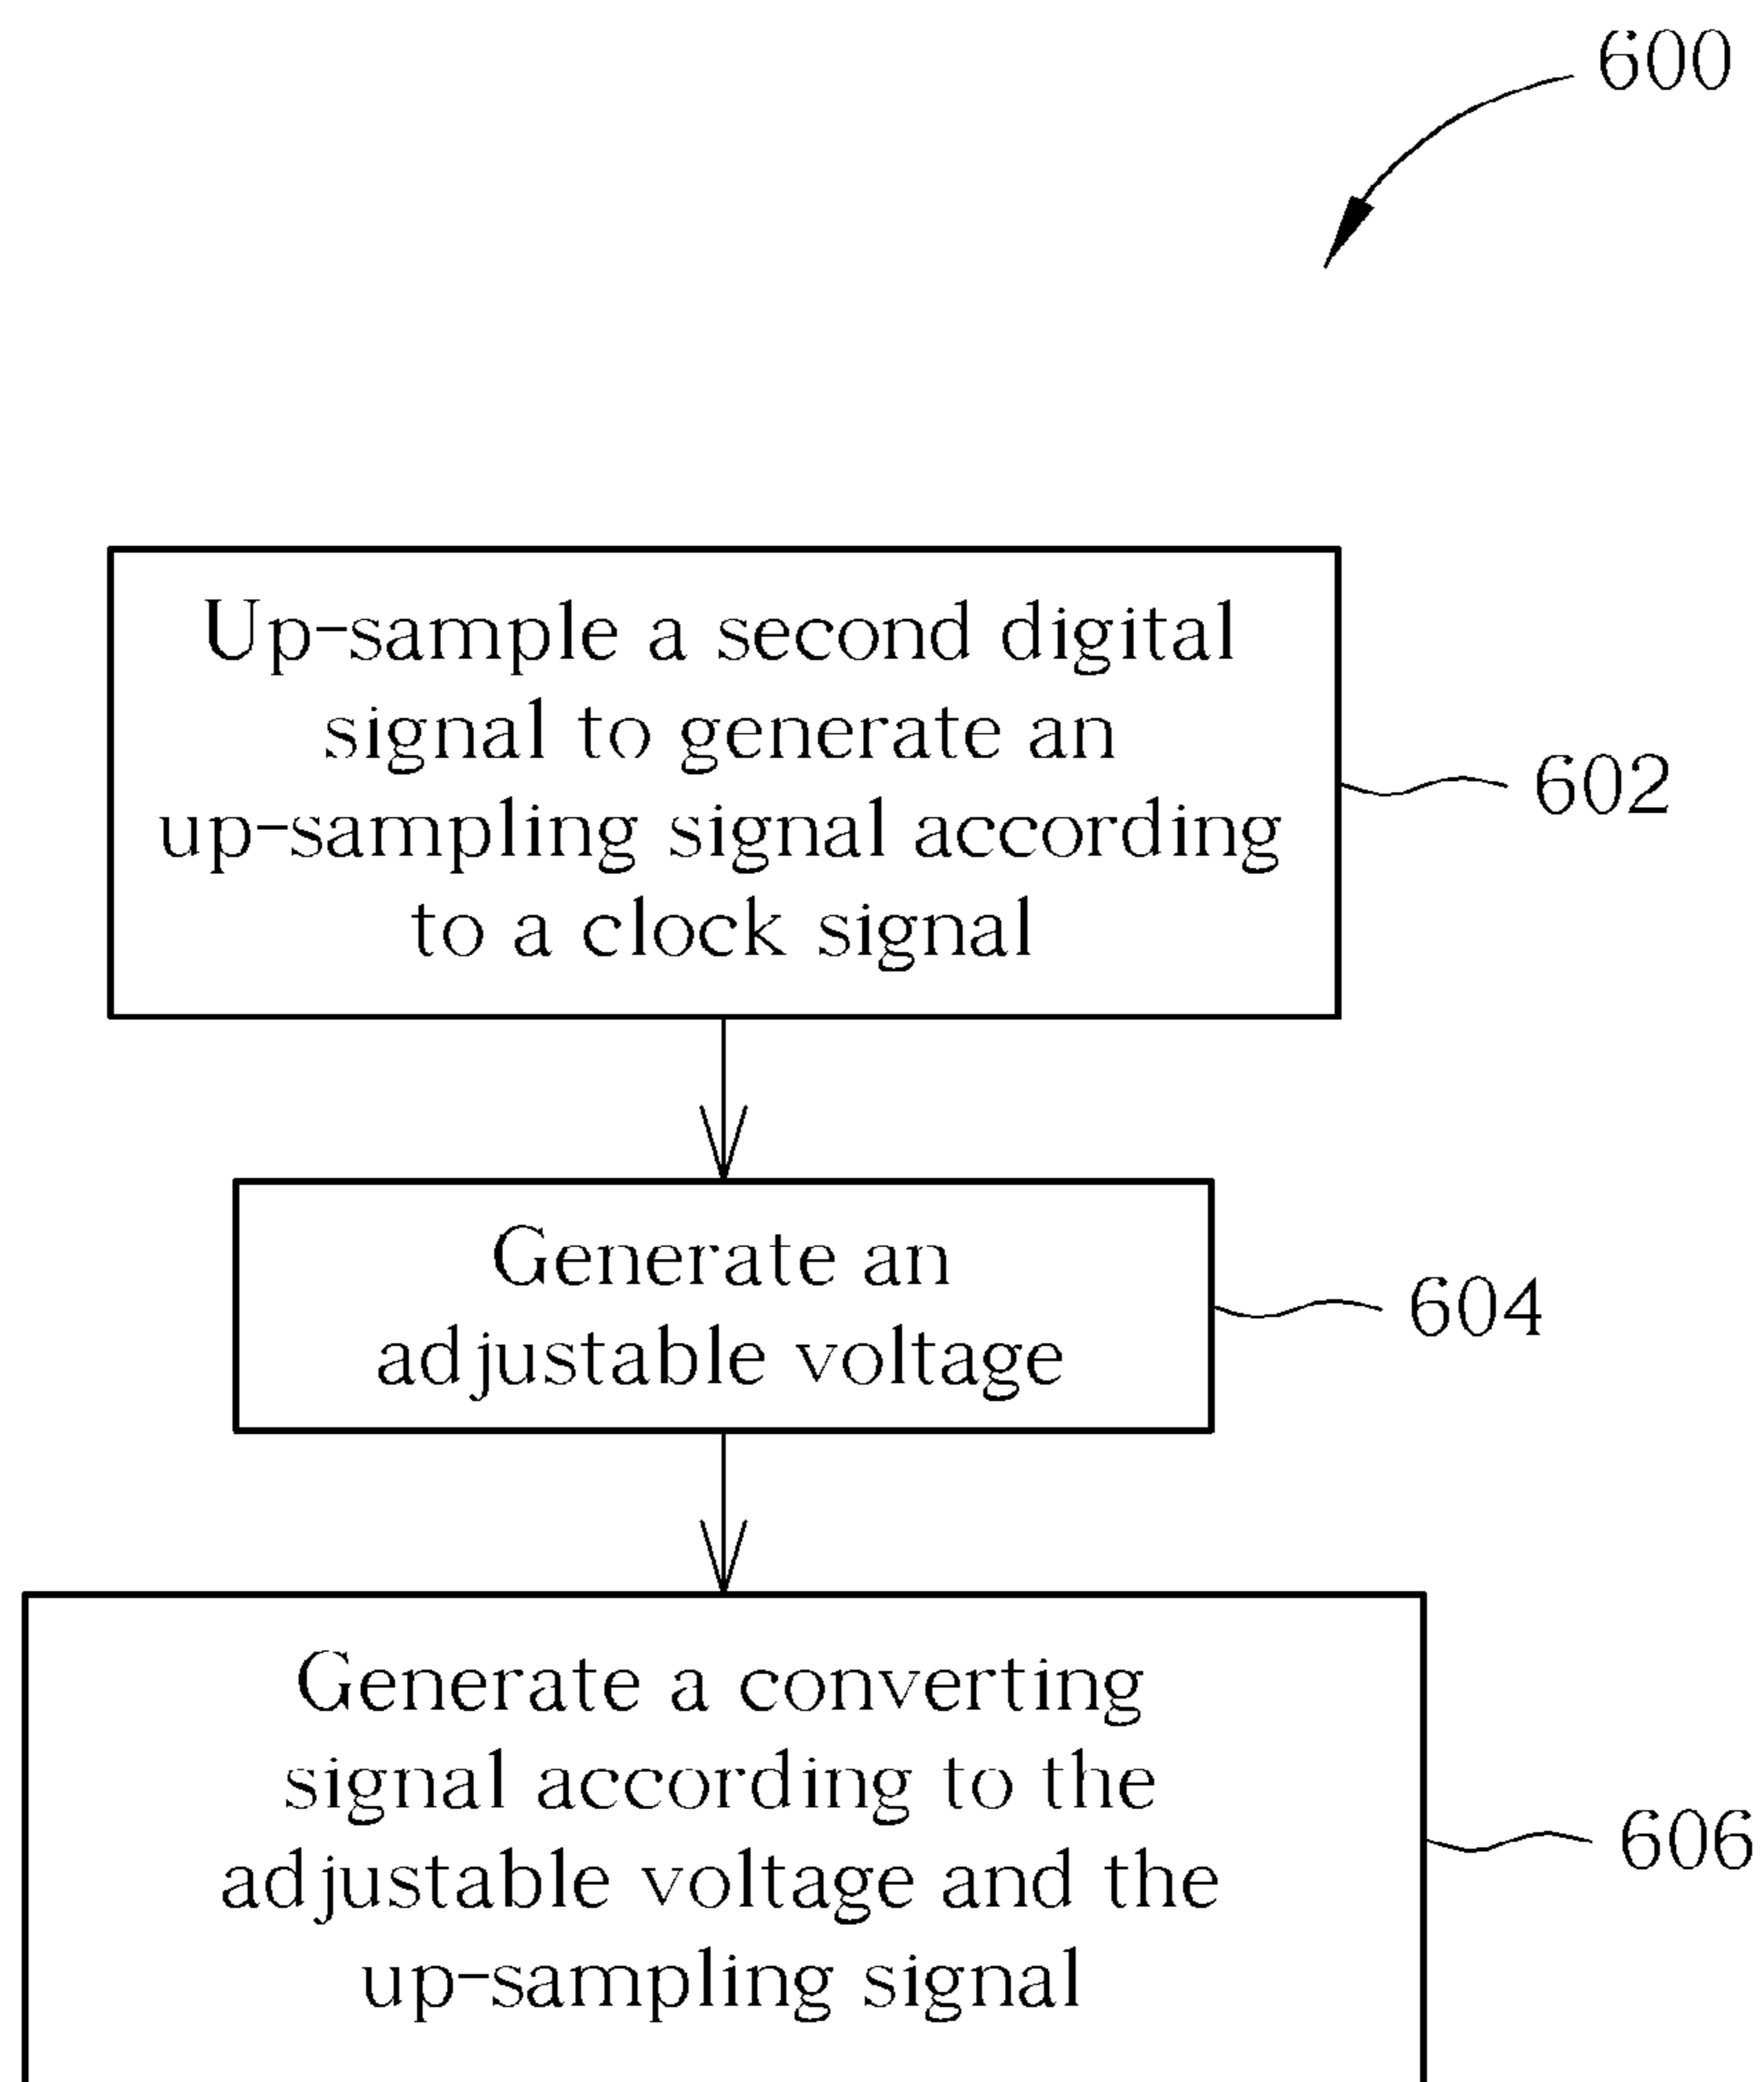 600
Up-sample a second digital
signal to generate an
up-sampling signal according
to a clock signal
602
Generate an
adjustable voltage
604
Generate a converting
signal according to the
adjustable voltage and the
up-sampling signal
606